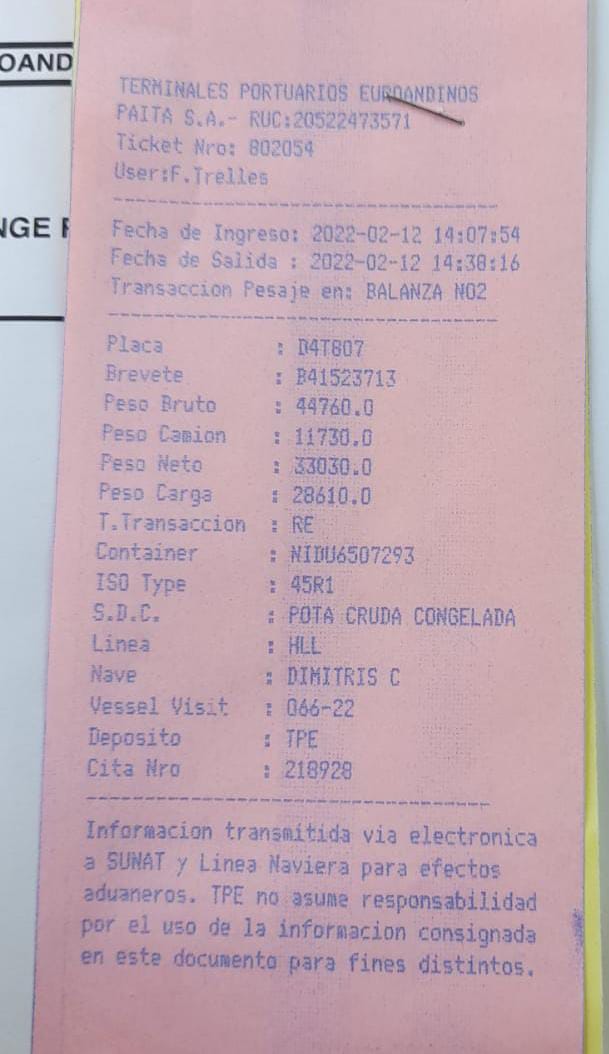 OAND
NGE F
TERMINALES PORTUARIOS EUROANDINOS
PAITA S.A.- RUC:20522473571
Ticket Nro: 802054
User:F.Trelles
Fecha de Ingreso: 2022-02-12 14:07:54
Fecha de Salida : 2022-02-12 14:38:16
Transaccion Pesaje en: BALANZA NO2
Placa : D4T807
Brevete : B41523713
Peso Bruto : 44760.0
Peso Camion : 11730.0
Peso Neto : 33030.0
Peso Carga : 28610.0
T.Transaccion : RE
Container : NIDU6507293
ISO Type : 45R1
S.D.C. : POTA CRUDA CONGELADA
Linea : HLL
Nave : DIMITRIS C
Vessel Visit : 066-22
Deposito : TPE
Cita Nro : 218928
Informacion transmitida via electronica
a SUNAT y Linea Naviera para efectos
aduaneros. TPE no asume responsabilidad
por el uso de la informacion consignada
en este documento para fines distintos.